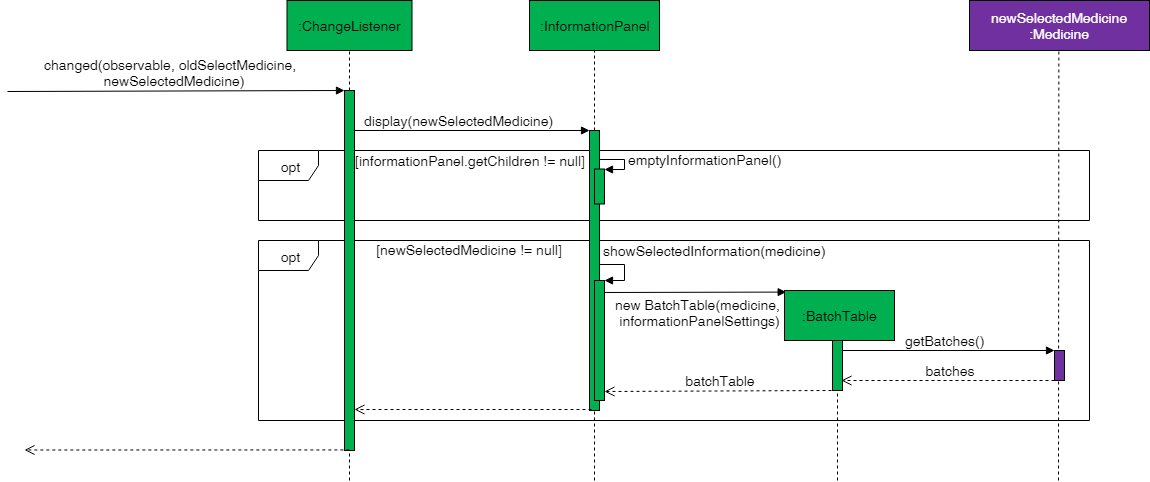 :ChangeListener
:InformationPanel
newSelectedMedicine
:Medicine
changed(observable, oldSelectMedicine,
newSelectedMedicine)
display(newSelectedMedicine)
opt
[informationPanel.getChildren != null]
emptyInformationPanel()
opt
[newSelectedMedicine != null]
showSelectedInformation(medicine)
new BatchTable(medicine,
informationPanelSettings)
:BatchTable
getBatches()
batches
batchTable